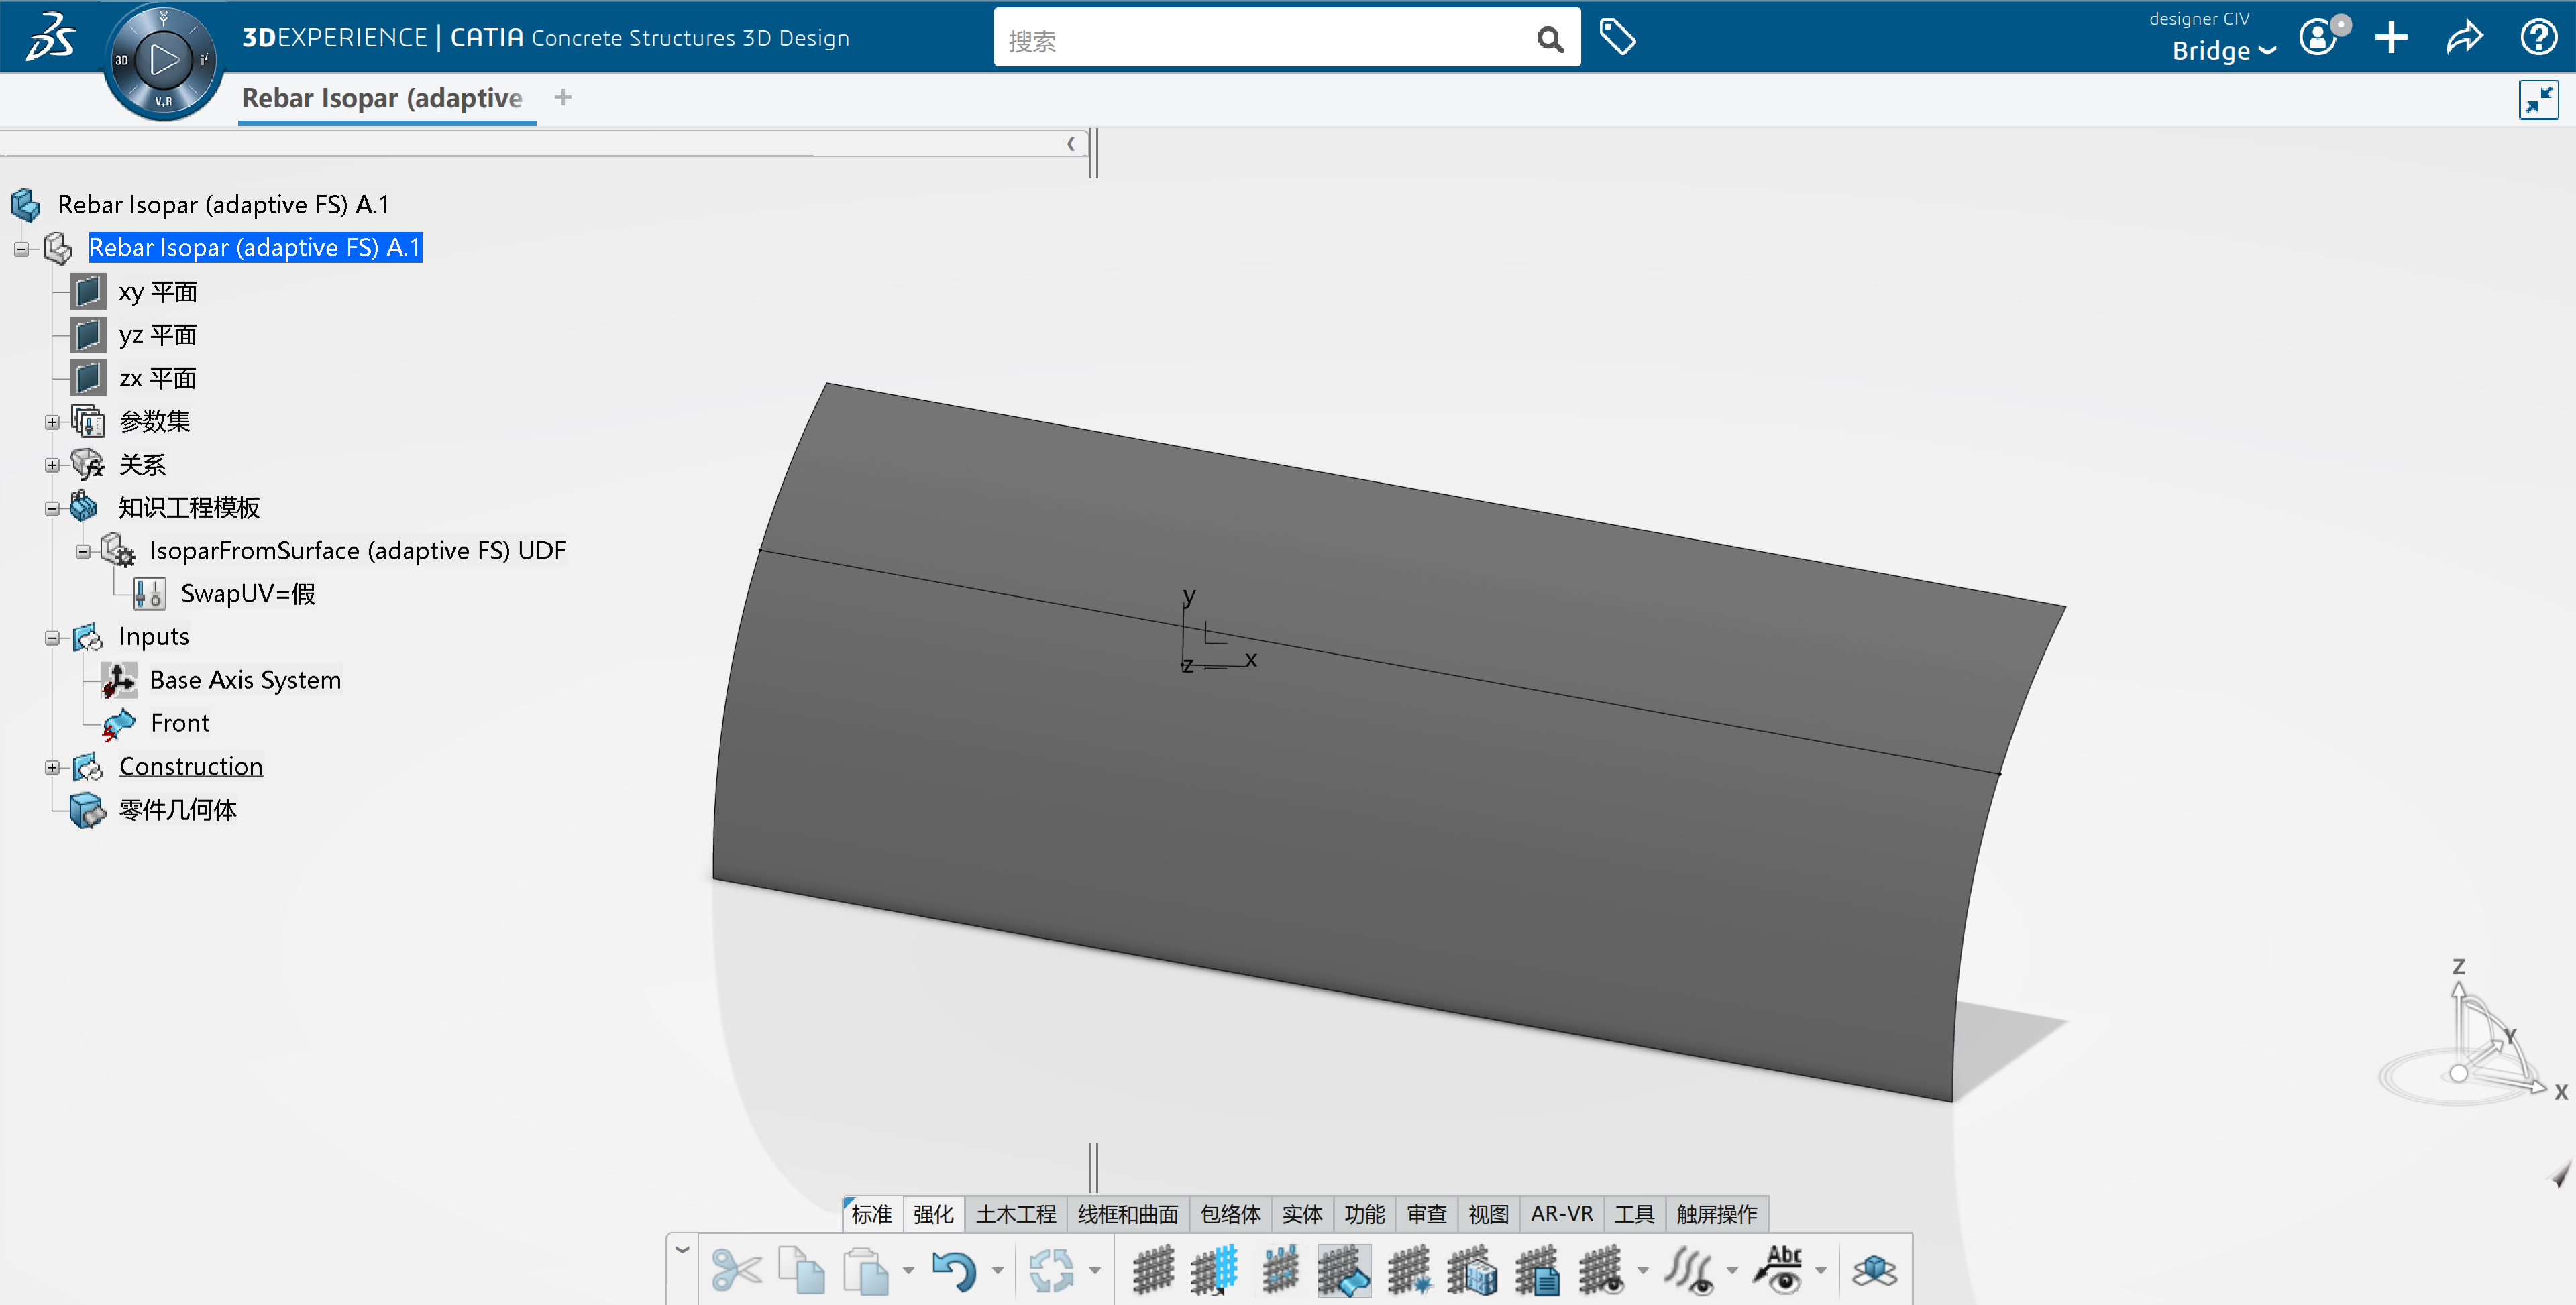 3DEXPERIENCE | CATIA Concrete Structures 3D Design
搜索
designer CIV
Bridge
3D
V.R
Rebar Isopar (adaptive
Rebar Isopar (adaptive FS) A.1
Rebar Isopar (adaptive FS) A.1
xy 平面
yz 平面
zx 平面
参数集
关系
知识工程模板
IsoparFromSurface (adaptive FS) UDF
SwapUV=假
Inputs
Base Axis System
Front
Construction
零件几何体
y
z
x
Z
Y
X
标准 强化 土木工程 线框和曲面 包络体 实体 功能 审查 视图 AR-VR 工具 触屏操作
Abc